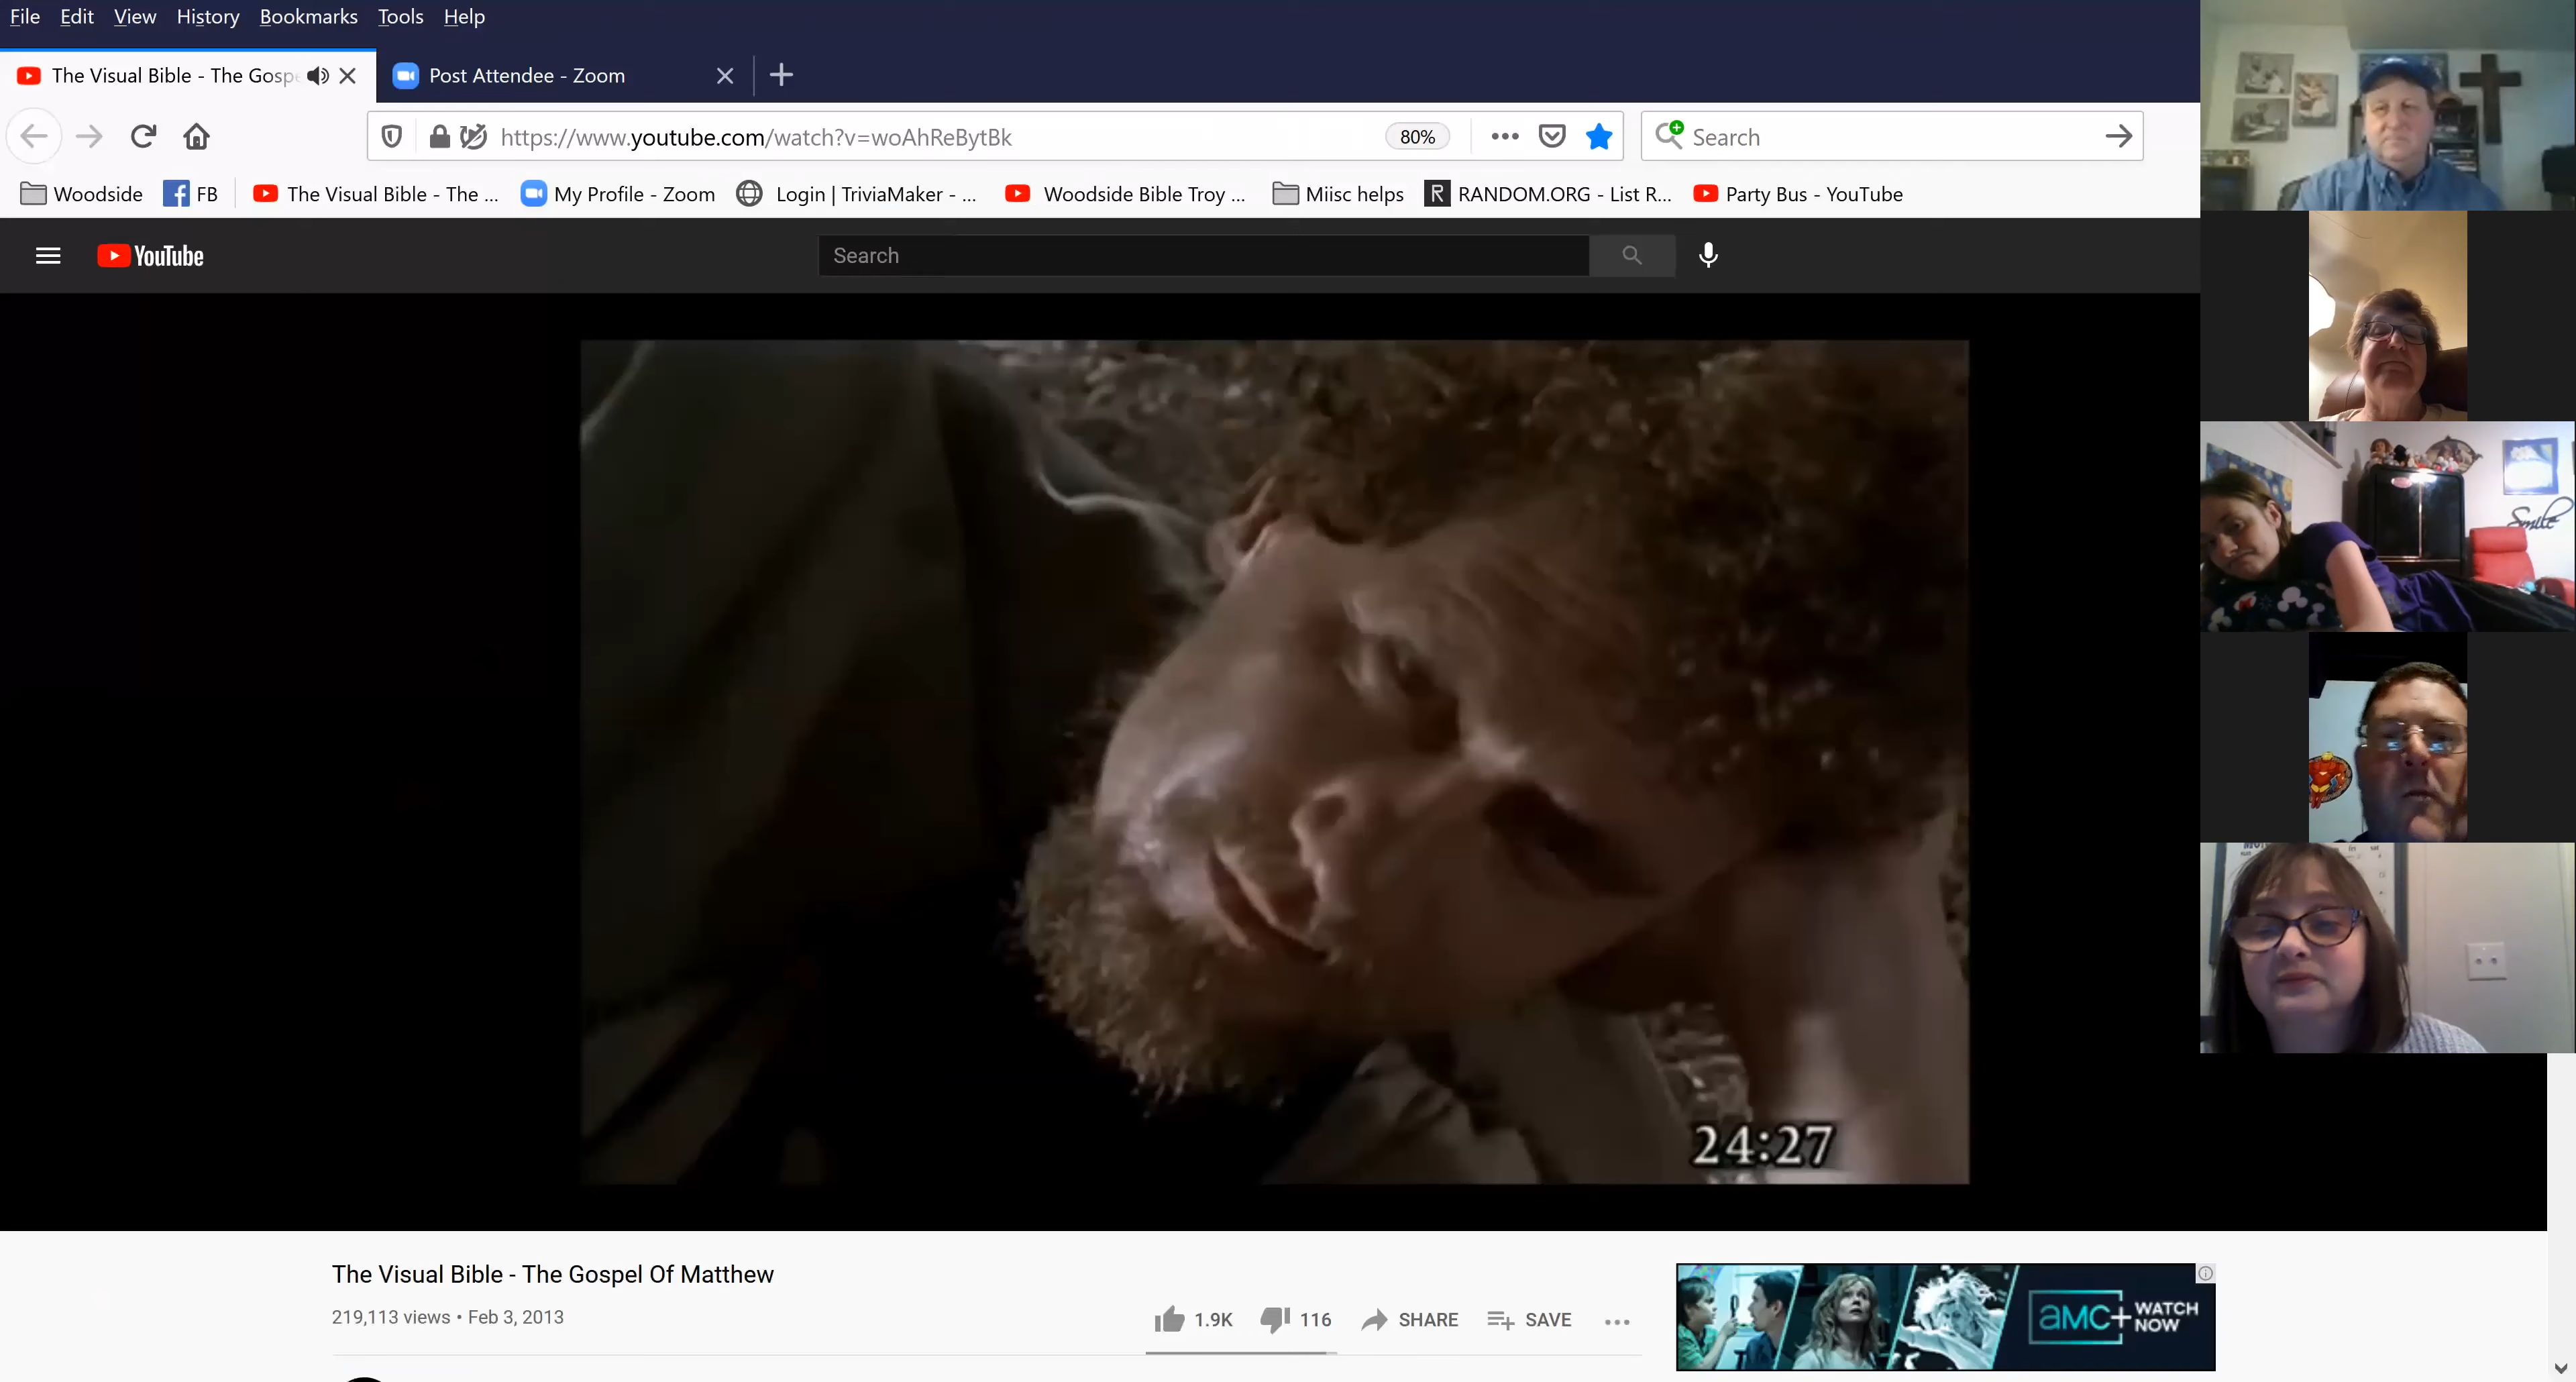 File Edit View History Bookmarks Tools Help
The Visual Bible - The Gospe
Post Attendee - Zoom
https://www.youtube.com/watch?v=woAhReBytBk
80%
Search
Woodside
FB
The Visual Bible - The ...
My Profile - Zoom
Login | TriviaMaker - ...
Woodside Bible Troy ...
Miisc helps
R
RANDOM.ORG - List R...
Party Bus - YouTube
YouTube
Search
Smile
24:27
The Visual Bible - The Gospel Of Matthew
219,113 views • Feb 3, 2013
1.9K
116
SHARE
SAVE
aMC+
WATCH
NOW